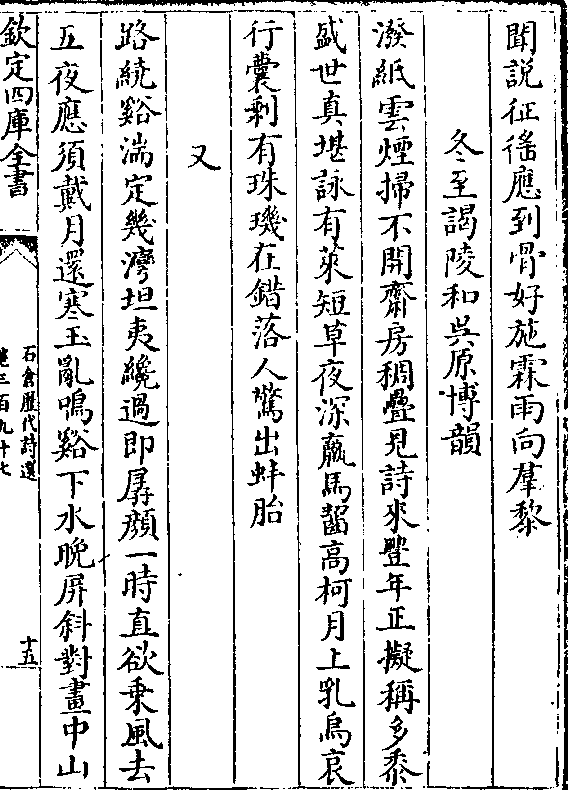 聞說征徭應到骨好施霖雨向羣黎
冬至謁陵和吳原博韻
潑紙雲煙掃不開齋房稠疊見詩來豐年正擬稱多黍
盛世真堪詠有萊短草夜深羸馬齧高柯月上乳烏哀
行囊剩有珠璣在錯落人驚出蚌胎
又
路繞谿湍定幾灣坦夷纔過即孱顔一時直欲乗風去
五夜應須戴月還寒玉亂鳴谿下水晩屏斜對畫中山
欽定四庫全書
石倉歴代詩選
卷三百九十七
十五